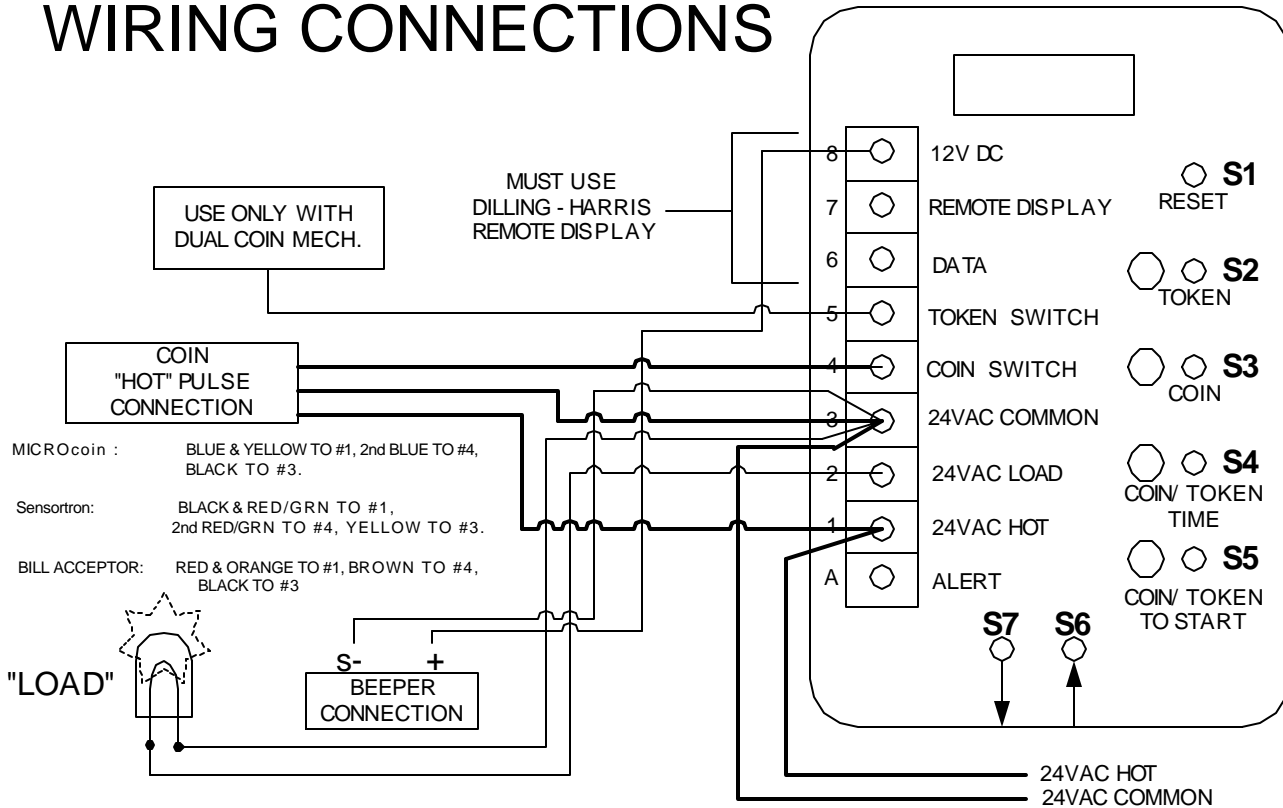 WIRING CONNECTIONS
USE ONLY WITH
DUAL COIN MECH.
MUST USE
DILLING - HARRIS
REMOTE DISPLAY
COIN
"HOT" PULSE
CONNECTION
MICROcoin : BLUE & YELLOW TO #1, 2nd BLUE TO #4,
BLACK TO #3.
Sensortron: BLACK & RED/GRN TO #1,
2nd RED/GRN TO #4, YELLOW TO #3.
BILL ACCEPTOR: RED & ORANGE TO #1, BROWN TO #4,
BLACK TO #3
"LOAD"
S- +
BEEPER
CONNECTION
8 12V DC
7 REMOTE DISPLAY
6 DATA
5 TOKEN SWITCH
4 COIN SWITCH
3 24VAC COMMON
2 24VAC LOAD
1 24VAC HOT
A ALERT
S1
RESET
S2
TOKEN
S3
COIN
S4
COIN/ TOKEN
TIME
S5
COIN/ TOKEN
TO START
S7 S6
24VAC HOT
24VAC COMMON